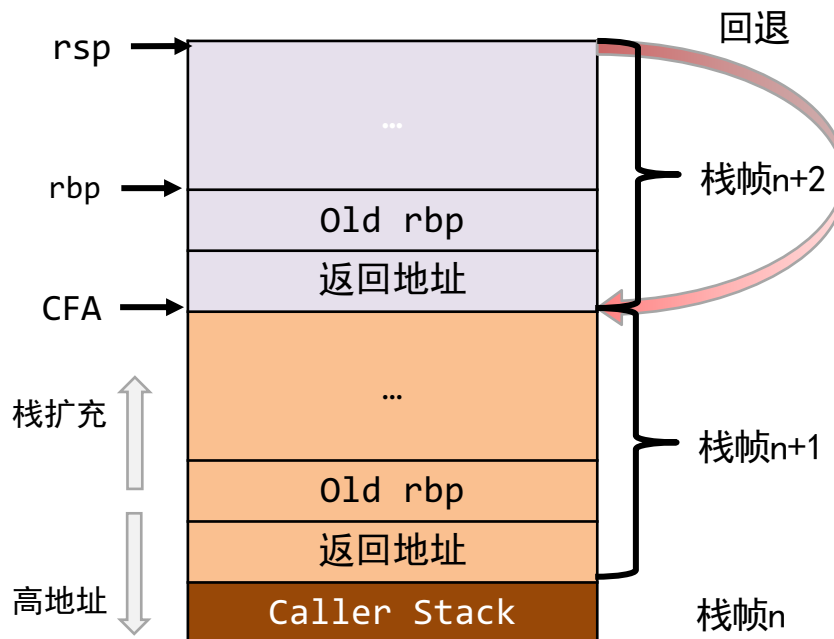 回退
rsp
…
rbp
栈帧n+2
Old rbp
返回地址
CFA
…
栈扩充
栈帧n+1
Old rbp
返回地址
高地址
Caller Stack
栈帧n